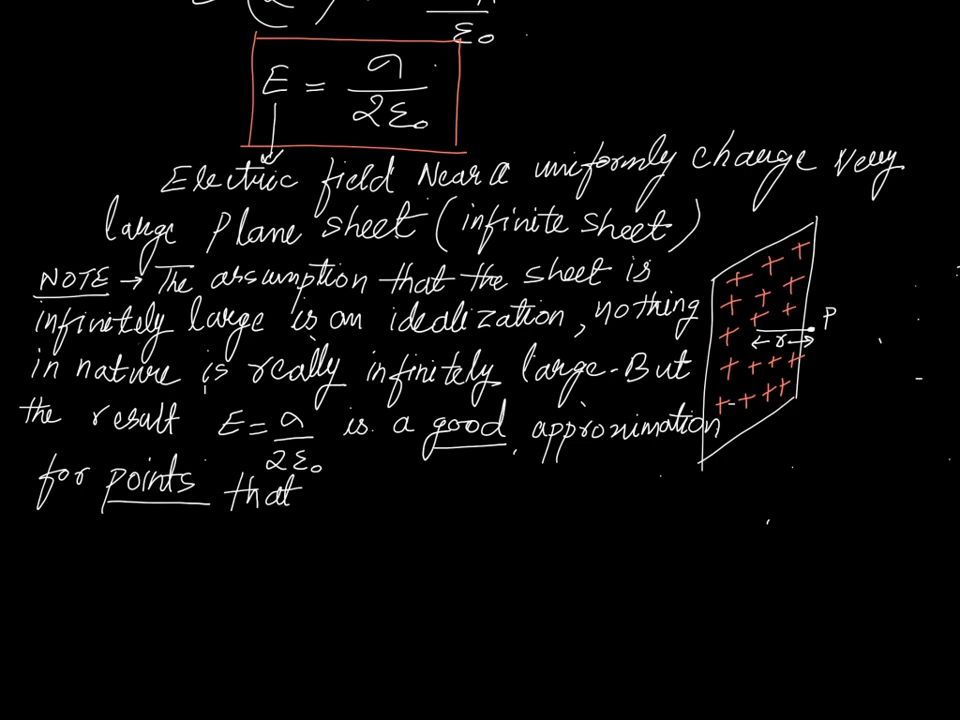 ε₀
E = σ/2ε₀
Electric field Near a uniformly charge very
large Plane sheet (infinite sheet)
NOTE → The assumption that the sheet is
infinitely large is an idealization, nothing
in nature is really infinitely large. But
the result E = σ/2ε₀ is a good approximation
for points that
P
← r →